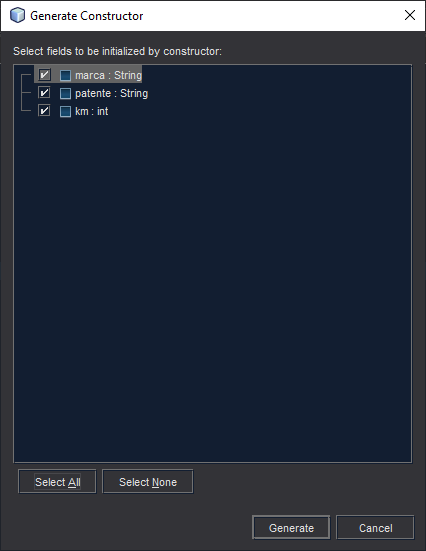 Generate Constructor
Select fields to be initialized by constructor:
marca : String
patente : String
km : int
Select All
Select None
Generate
Cancel